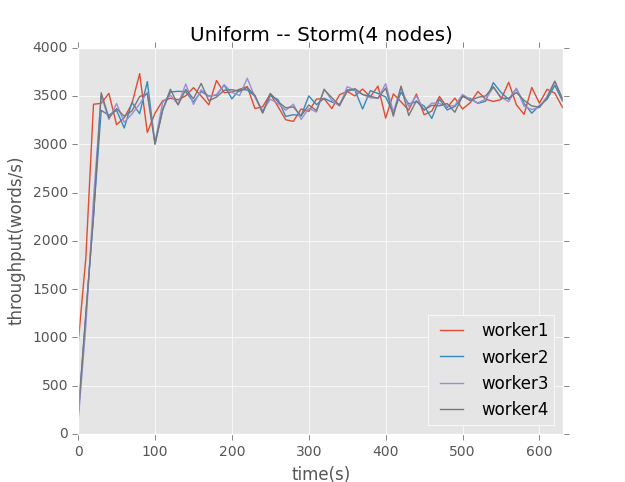 Uniform -- Storm(4 nodes)
4000
3500
3000
2500
2000
1500
1000
500
0
throughput(words/s)
worker1
worker2
worker3
worker4
0 100 200 300 400 500 600
time(s)